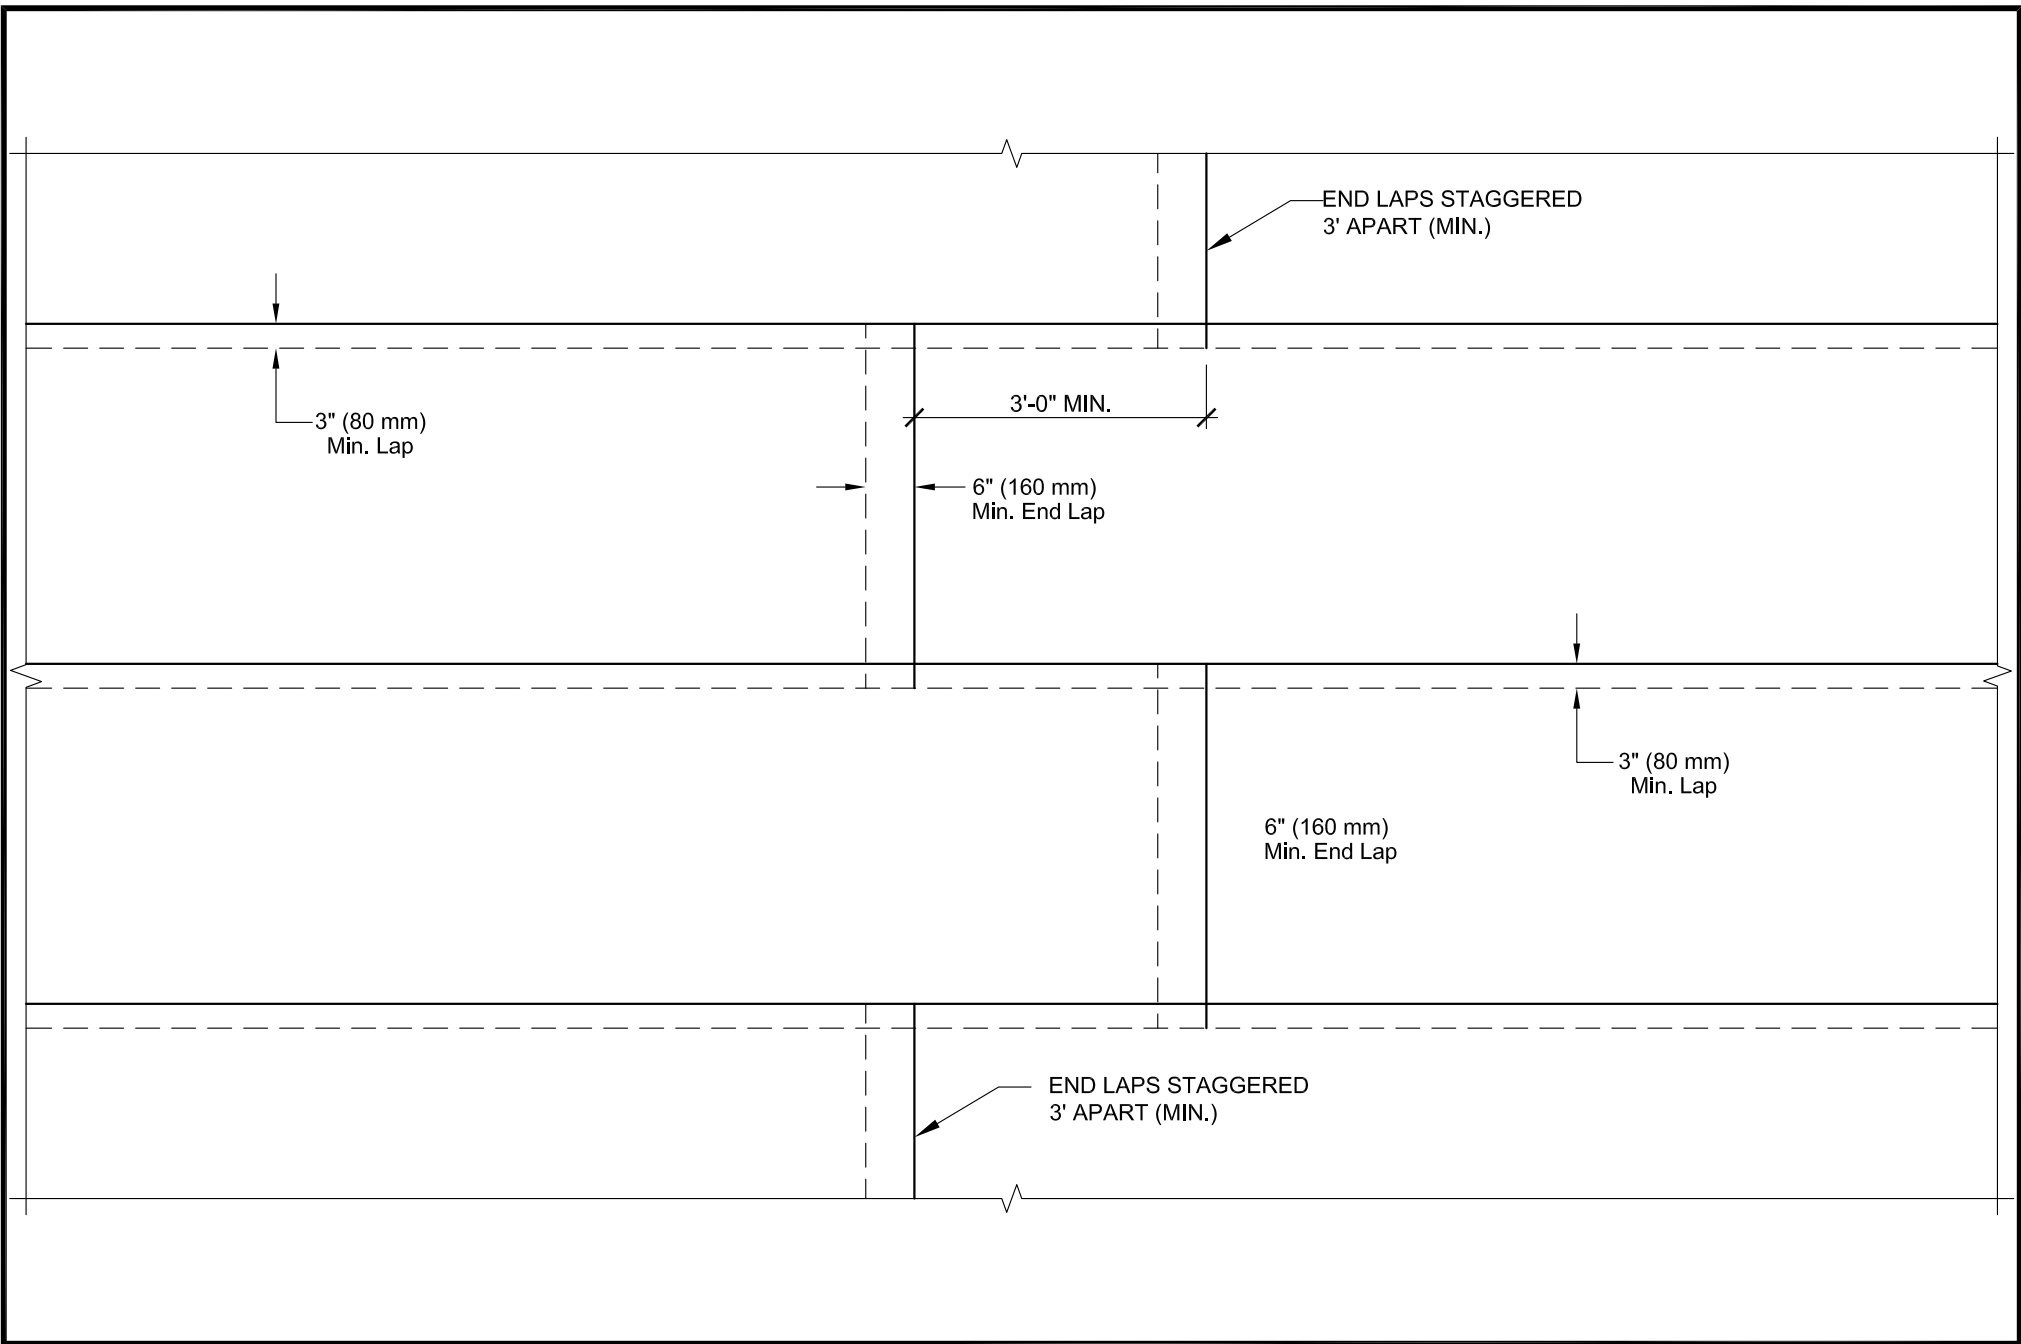 END LAPS STAGGERED
3' APART (MIN.)
3'-0" MIN.
3" (80 mm)
Min. Lap
6" (160 mm)
Min. End Lap
3" (80 mm)
Min. Lap
6" (160 mm)
Min. End Lap
END LAPS STAGGERED
3' APART (MIN.)